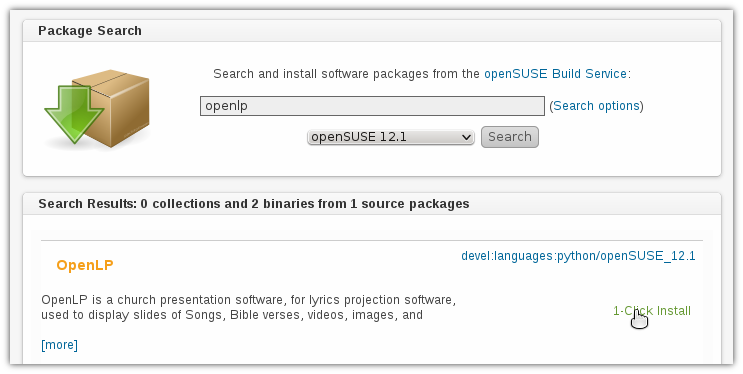 Package Search
Search and install software packages from the openSUSE Build Service:
openlp (Search options)
openSUSE 12.1 Search
Search Results: 0 collections and 2 binaries from 1 source packages
devel:languages:python/openSUSE_12.1
OpenLP
OpenLP is a church presentation software, for lyrics projection software,
used to display slides of Songs, Bible verses, videos, images, and
1-Click Install
[more]